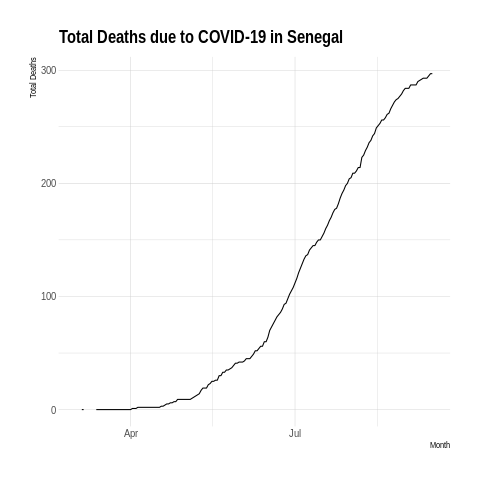 Total Deaths due to COVID-19 in Senegal
Total Deaths
300
200
100
0
Apr
Jul
Month